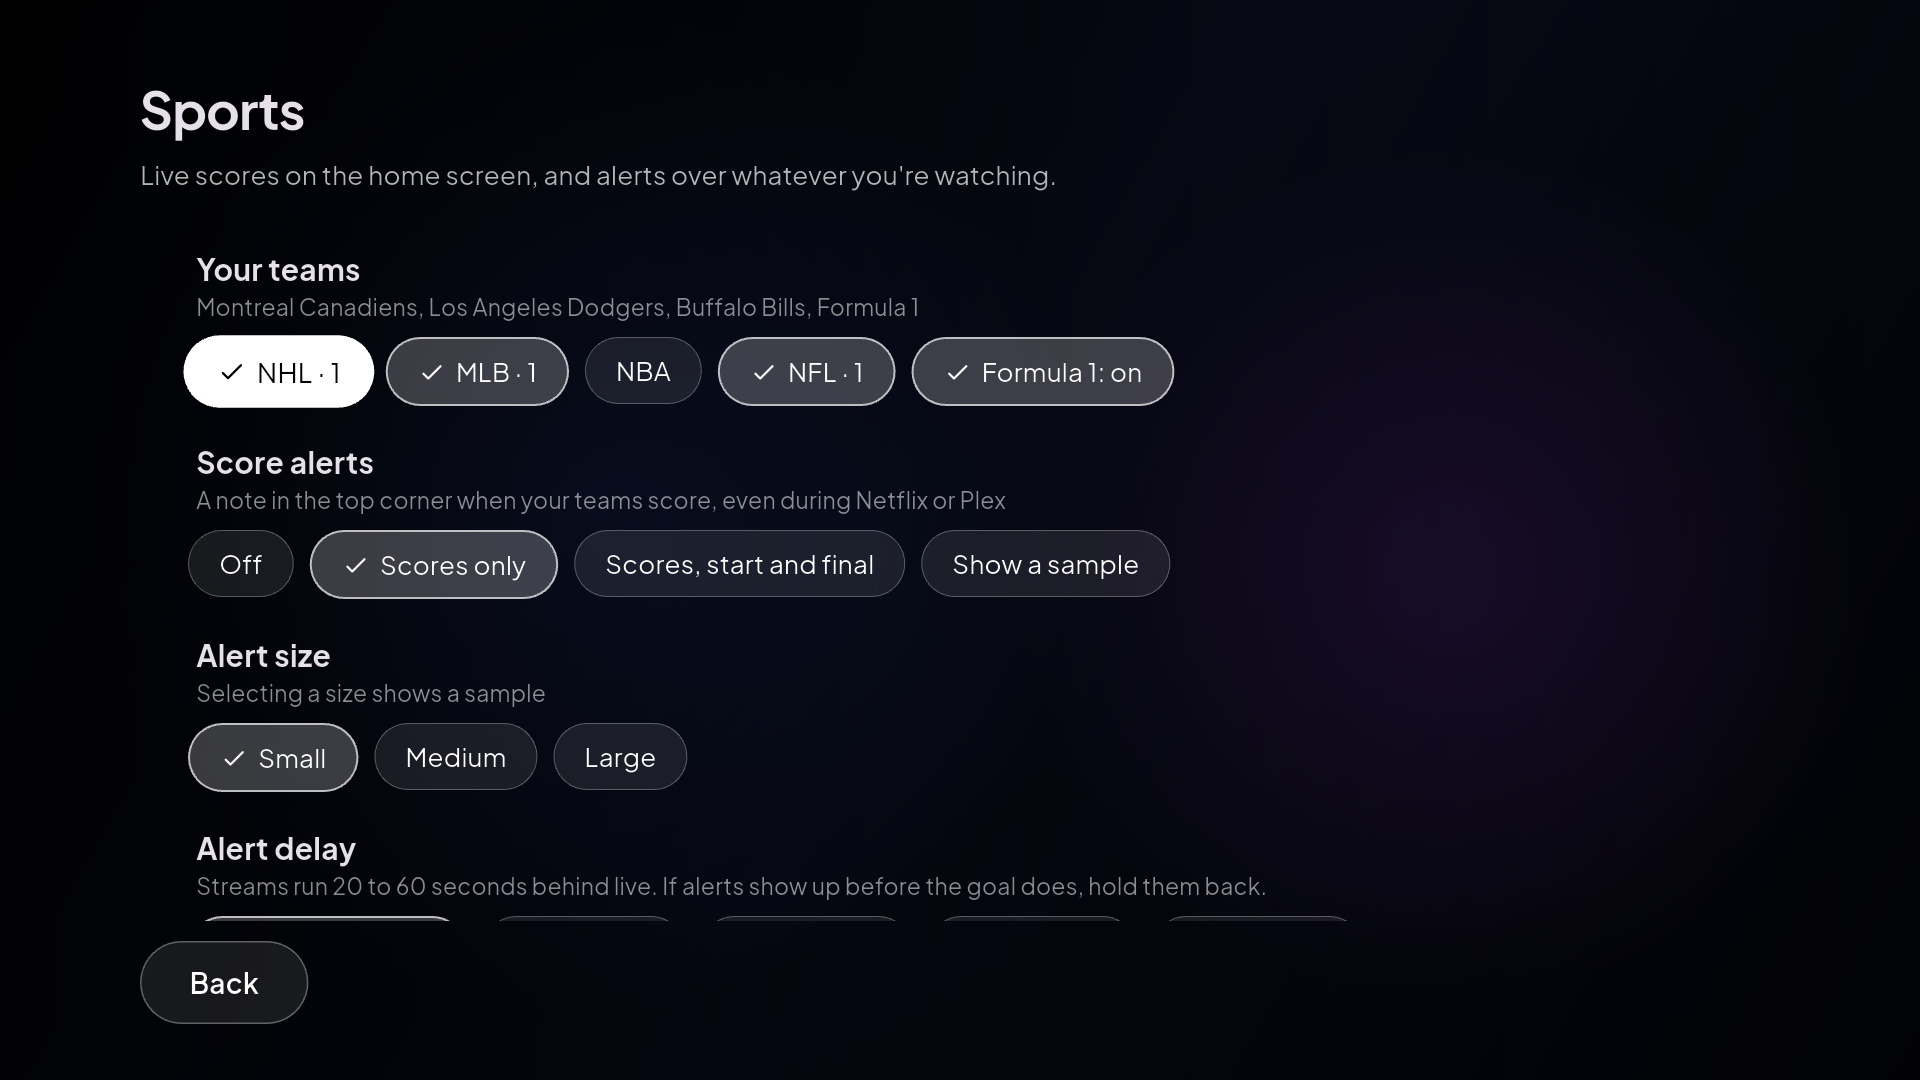 Sports
Live scores on the home screen, and alerts over whatever you're watching.
Your teams
Montreal Canadiens, Los Angeles Dodgers, Buffalo Bills, Formula 1
NHL · 1 MLB · 1 NBA NFL · 1 Formula 1: on
Score alerts
A note in the top corner when your teams score, even during Netflix or Plex
Off Scores only Scores, start and final Show a sample
Alert size
Selecting a size shows a sample
Small Medium Large
Alert delay
Streams run 20 to 60 seconds behind live. If alerts show up before the goal does, hold them back.
Back